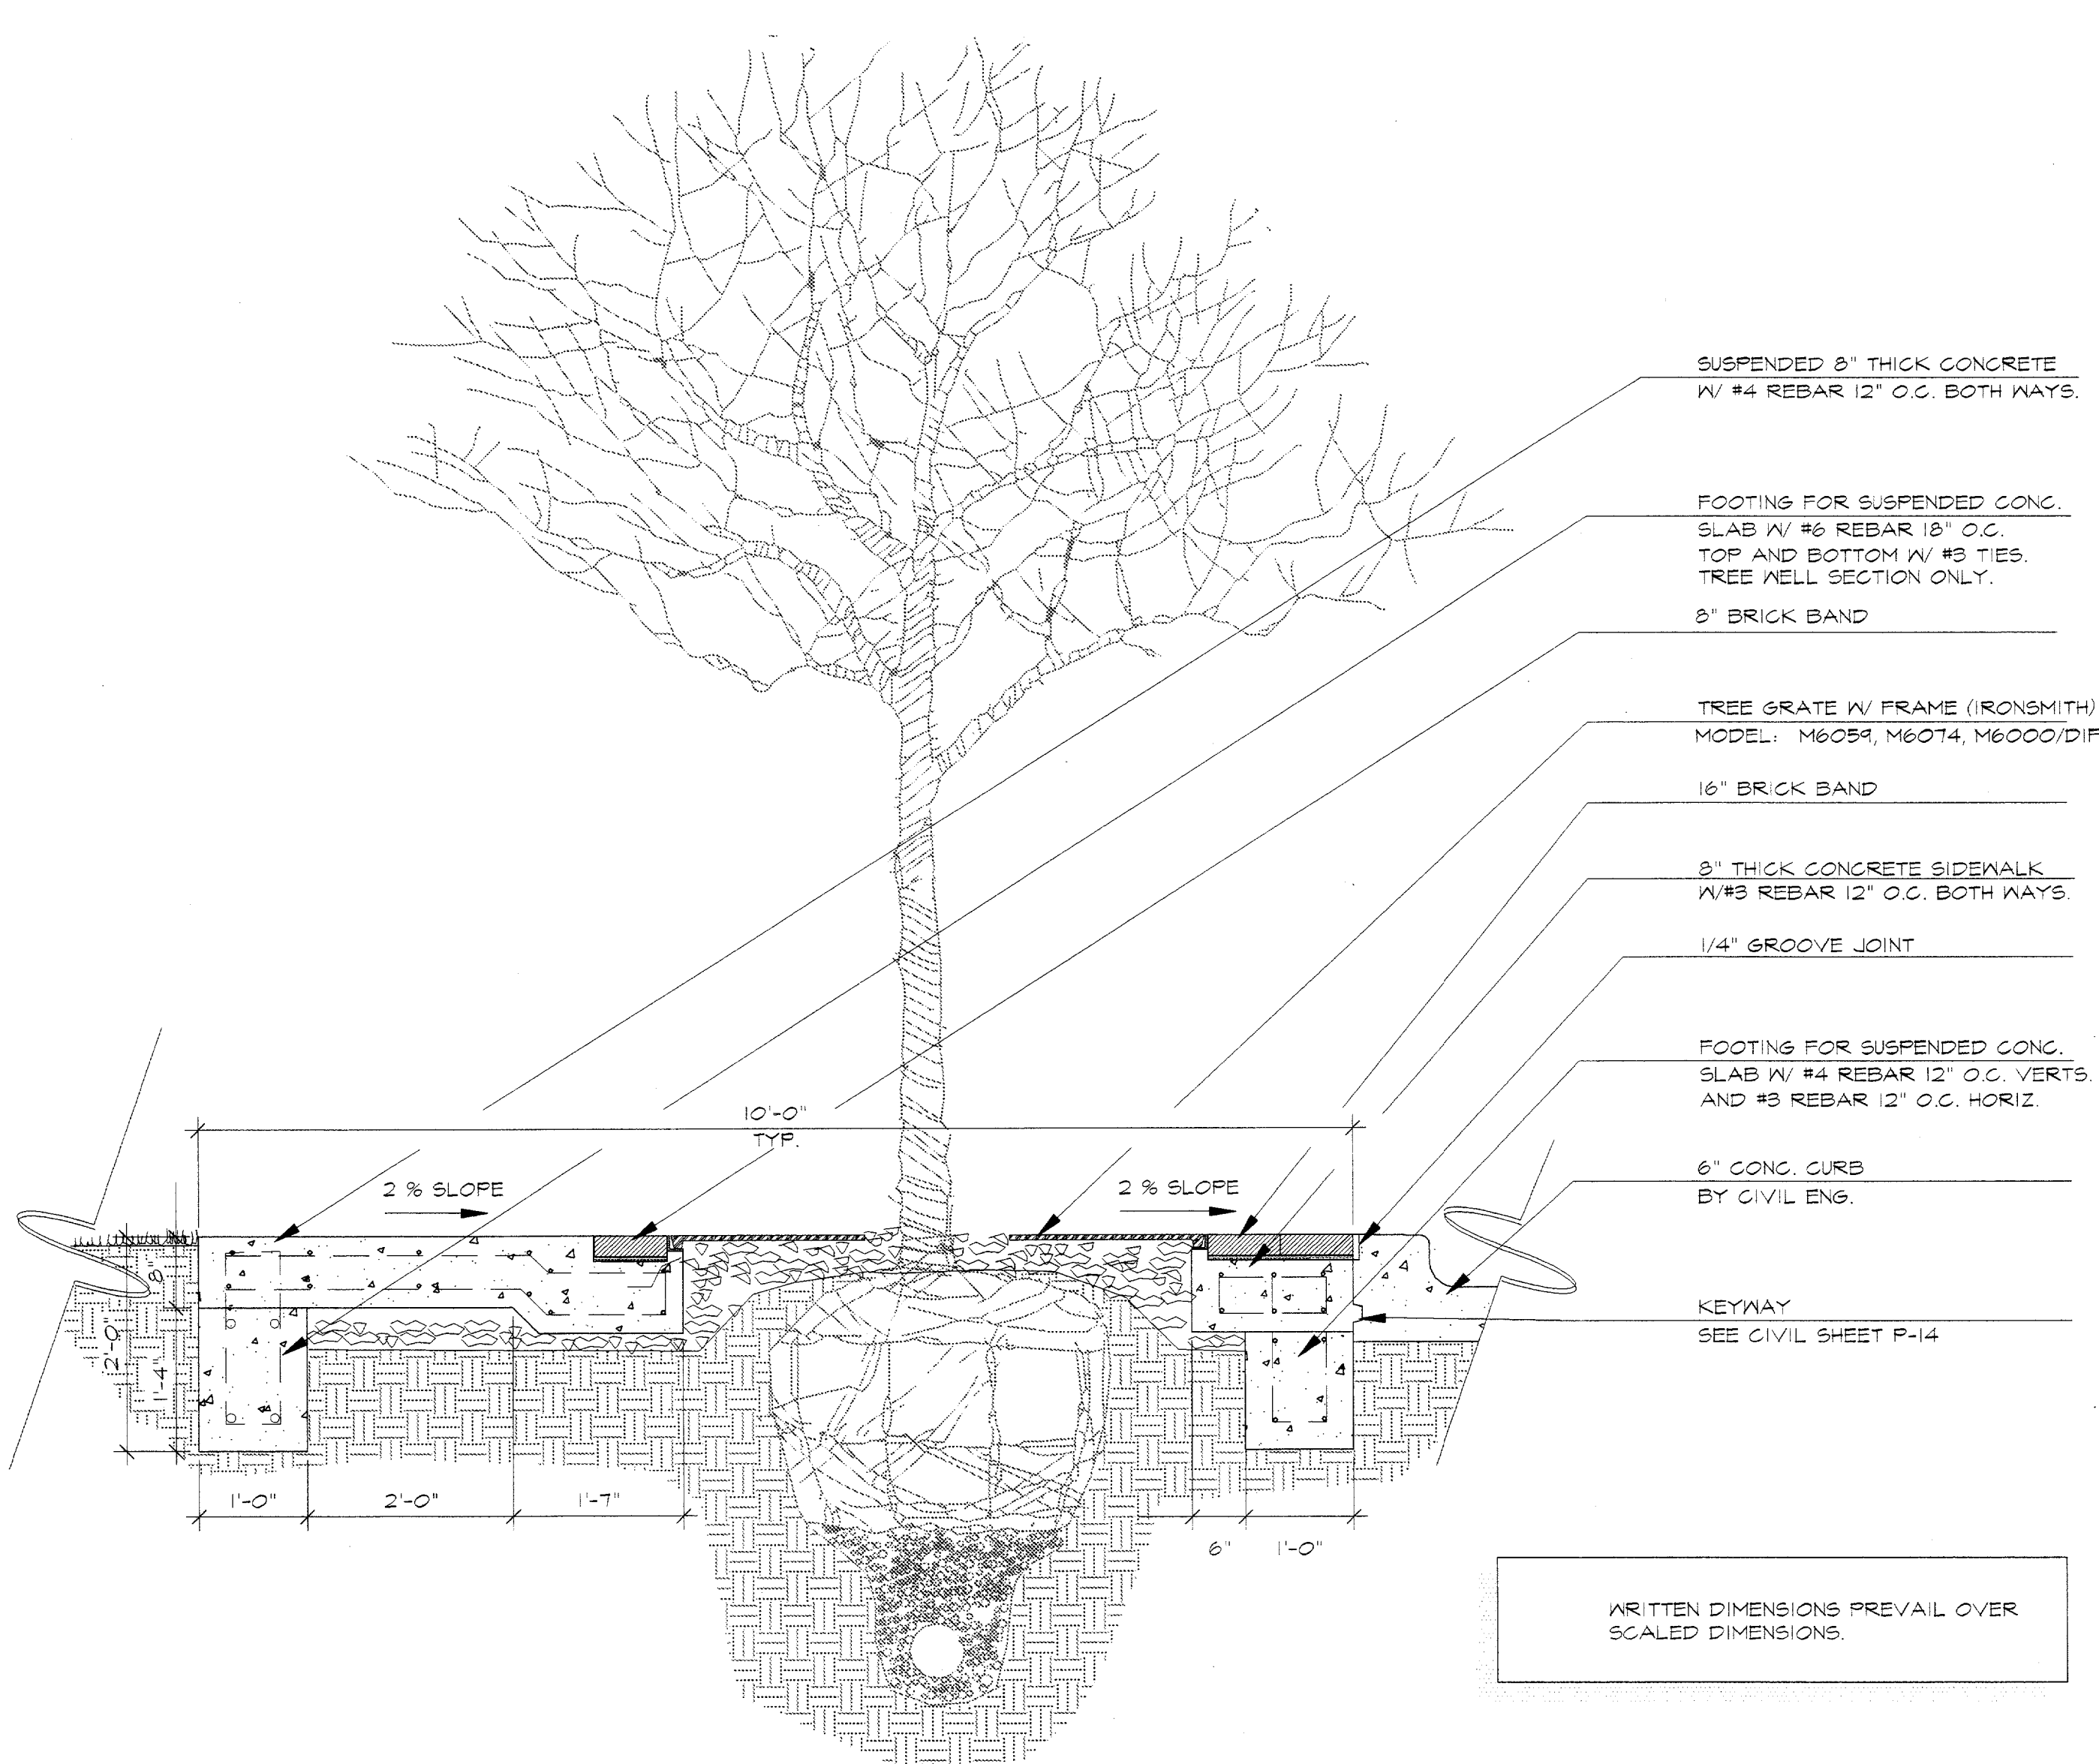 SUSPENDED 8" THICK CONCRETE
W/ #4 REBAR 12" O.C. BOTH WAYS.
FOOTING FOR SUSPENDED CONC.
SLAB W/ #6 REBAR 18" O.C.
TOP AND BOTTOM W/ #3 TIES.
TREE WELL SECTION ONLY.
8" BRICK BAND
TREE GRATE W/ FRAME (IRONSMITH)
MODEL: M6059, M6074, M6000/DIF
16" BRICK BAND
8" THICK CONCRETE SIDEWALK
W/#3 REBAR 12" O.C. BOTH WAYS.
1/4" GROOVE JOINT
FOOTING FOR SUSPENDED CONC.
SLAB W/ #4 REBAR 12" O.C. VERTS.
AND #3 REBAR 12" O.C. HORIZ.
6" CONC. CURB
BY CIVIL ENG.
KEYWAY
SEE CIVIL SHEET P-14
10'-0"
TYP.
2 % SLOPE
2 % SLOPE
8"
2'-0"
1'-4"
1'-0"
2'-0"
1'-7"
6"
1'-0"
WRITTEN DIMENSIONS PREVAIL OVER
SCALED DIMENSIONS.